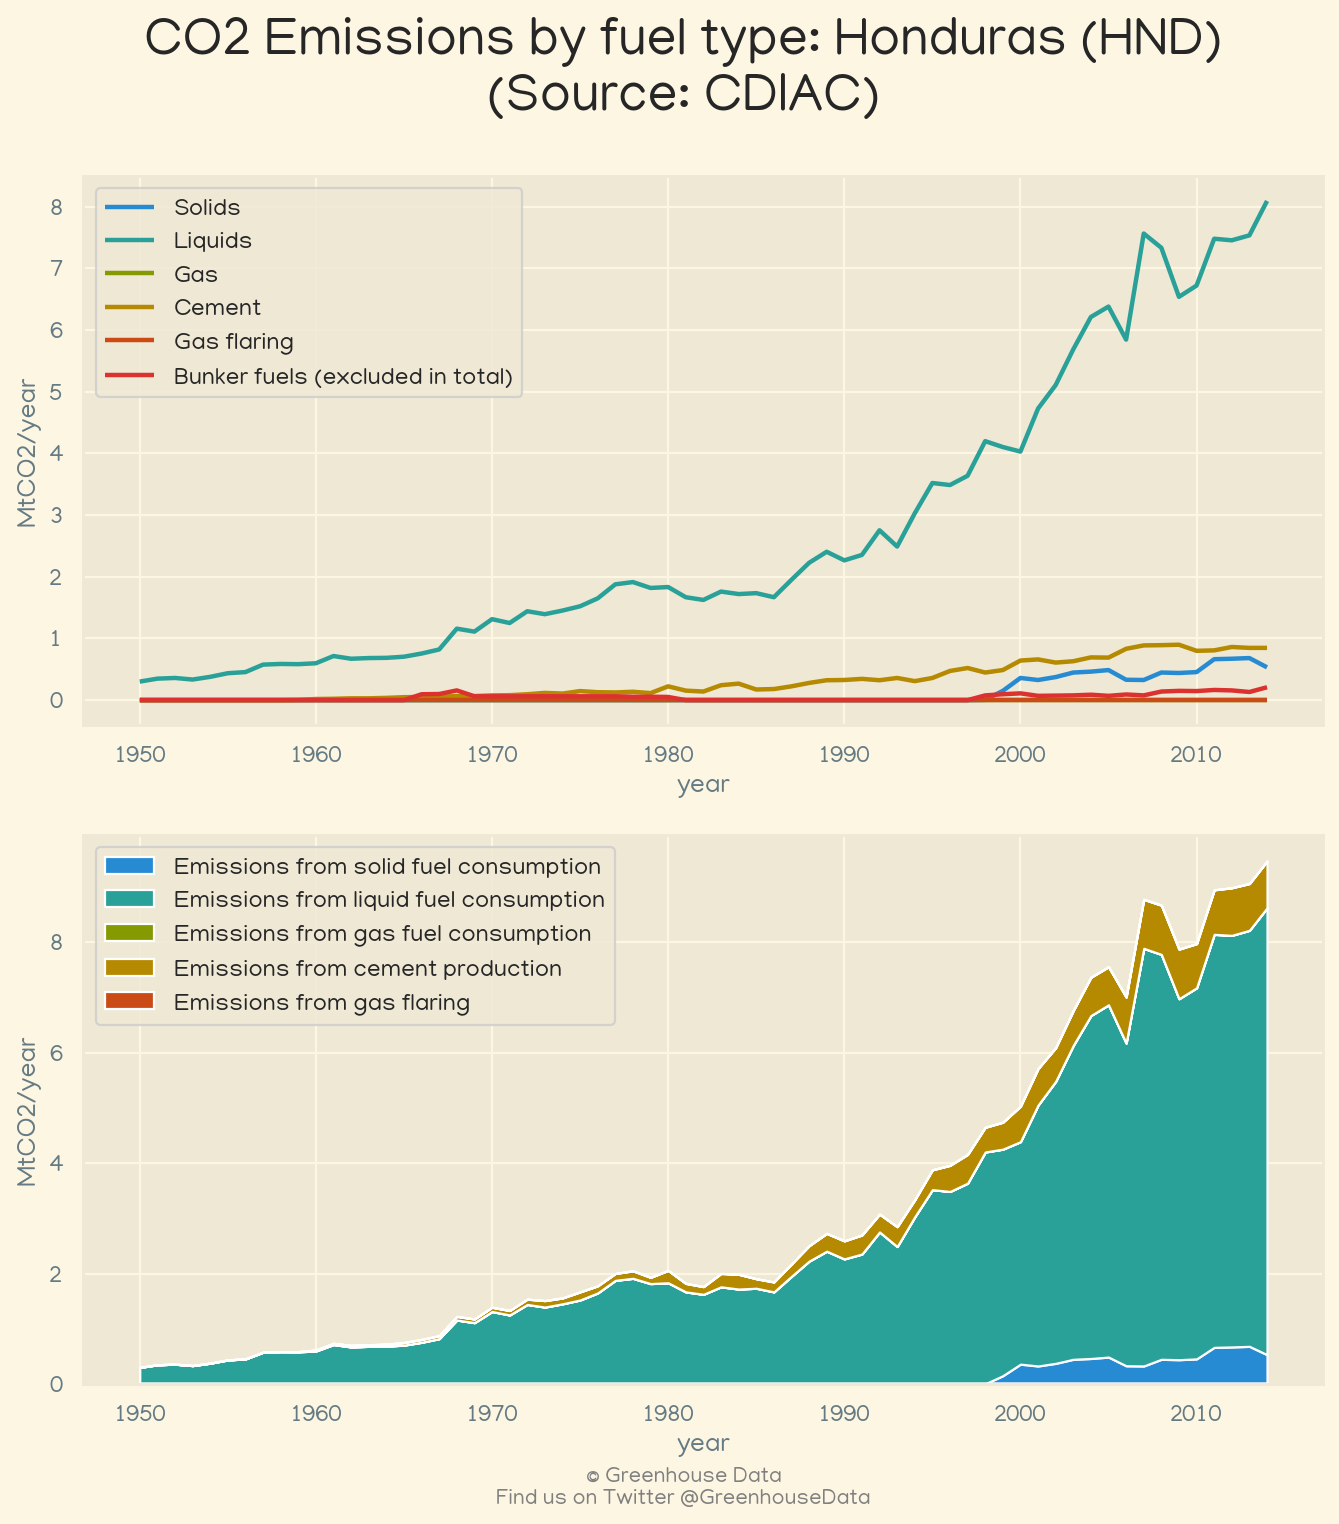 CO2 Emissions by fuel type: Honduras (HND)
(Source: CDIAC)
Solids
Liquids
Gas
Cement
Gas flaring
Bunker fuels (excluded in total)
MtCO2/year
8
7
6
5
4
3
2
1
0
1950 1960 1970 1980 1990 2000 2010
year
Emissions from solid fuel consumption
Emissions from liquid fuel consumption
Emissions from gas fuel consumption
Emissions from cement production
Emissions from gas flaring
MtCO2/year
8
6
4
2
0
1950 1960 1970 1980 1990 2000 2010
year
© Greenhouse Data
Find us on Twitter @GreenhouseData